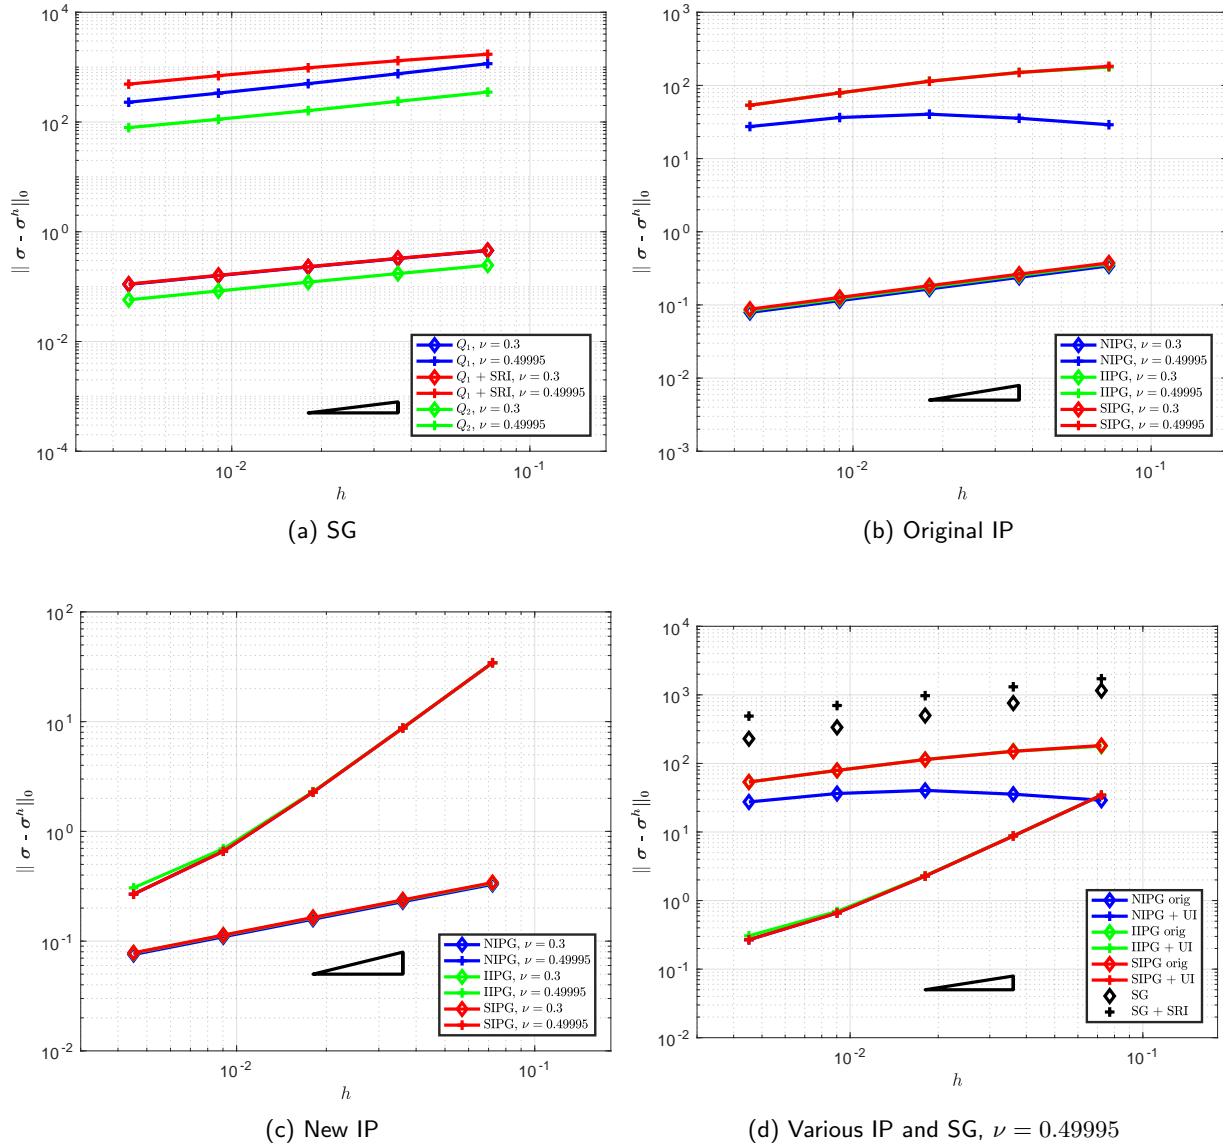 10^4
10^2
10^0
10^-2
10^-4
‖ σ - σ^h‖_0
10^-2
10^-1
h
Q_1, ν = 0.3
Q_1, ν = 0.49995
Q_1 + SRI, ν = 0.3
Q_1 + SRI, ν = 0.49995
Q_2, ν = 0.3
Q_2, ν = 0.49995
(a) SG
10^3
10^2
10^1
10^0
10^-1
10^-2
10^-3
‖ σ - σ^h‖_0
10^-2
10^-1
h
NIPG, ν = 0.3
NIPG, ν = 0.49995
IIPG, ν = 0.3
IIPG, ν = 0.49995
SIPG, ν = 0.3
SIPG, ν = 0.49995
(b) Original IP
10^2
10^1
10^0
10^-1
10^-2
‖ σ - σ^h‖_0
10^-2
10^-1
h
NIPG, ν = 0.3
NIPG, ν = 0.49995
IIPG, ν = 0.3
IIPG, ν = 0.49995
SIPG, ν = 0.3
SIPG, ν = 0.49995
(c) New IP
10^4
10^3
10^2
10^1
10^0
10^-1
10^-2
‖ σ - σ^h‖_0
10^-2
10^-1
h
NIPG orig
NIPG + UI
IIPG orig
IIPG + UI
SIPG orig
SIPG + UI
SG
SG + SRI
(d) Various IP and SG, ν = 0.49995